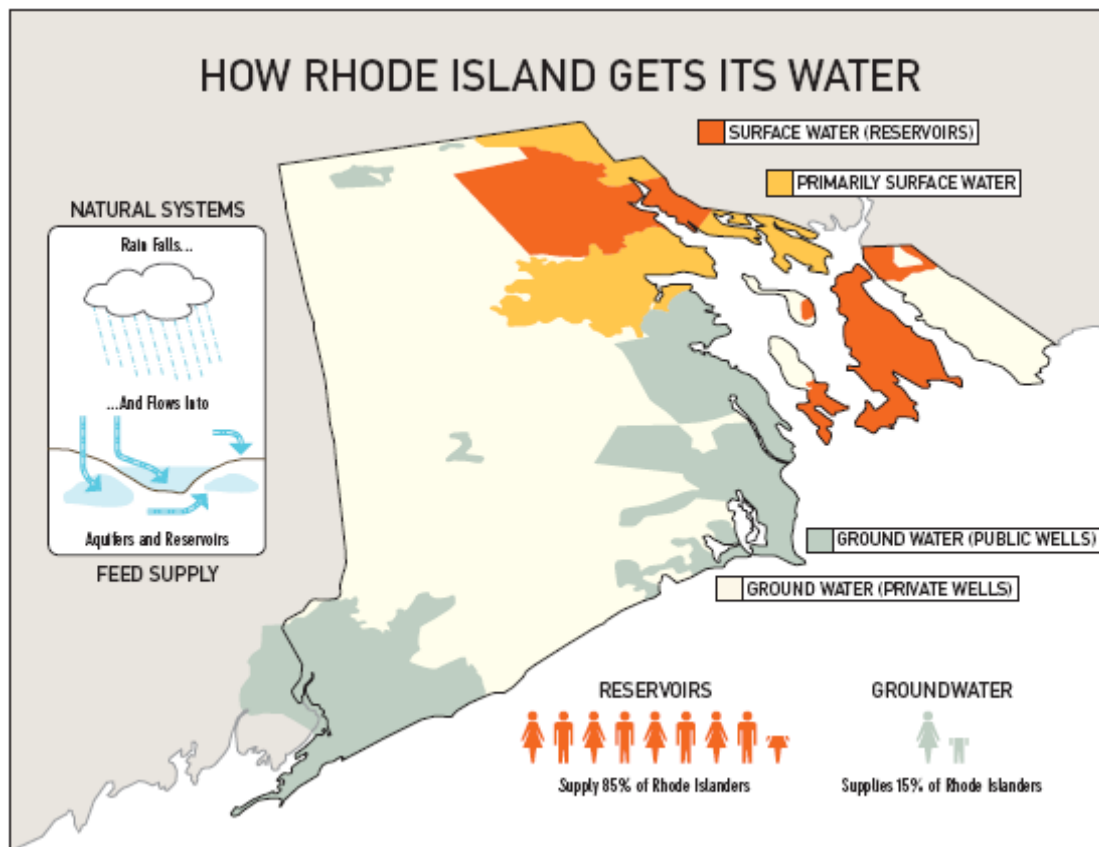 HOW RHODE ISLAND GETS ITS WATER
SURFACE WATER (RESERVOIRS)
PRIMARILY SURFACE WATER
NATURAL SYSTEMS
Rain Falls...
...And Flows Into
Aquifers and Reservoirs
FEED SUPPLY
GROUND WATER (PUBLIC WELLS)
GROUND WATER (PRIVATE WELLS)
RESERVOIRS
Supply 85% of Rhode Islanders
GROUNDWATER
Supplies 15% of Rhode Islanders